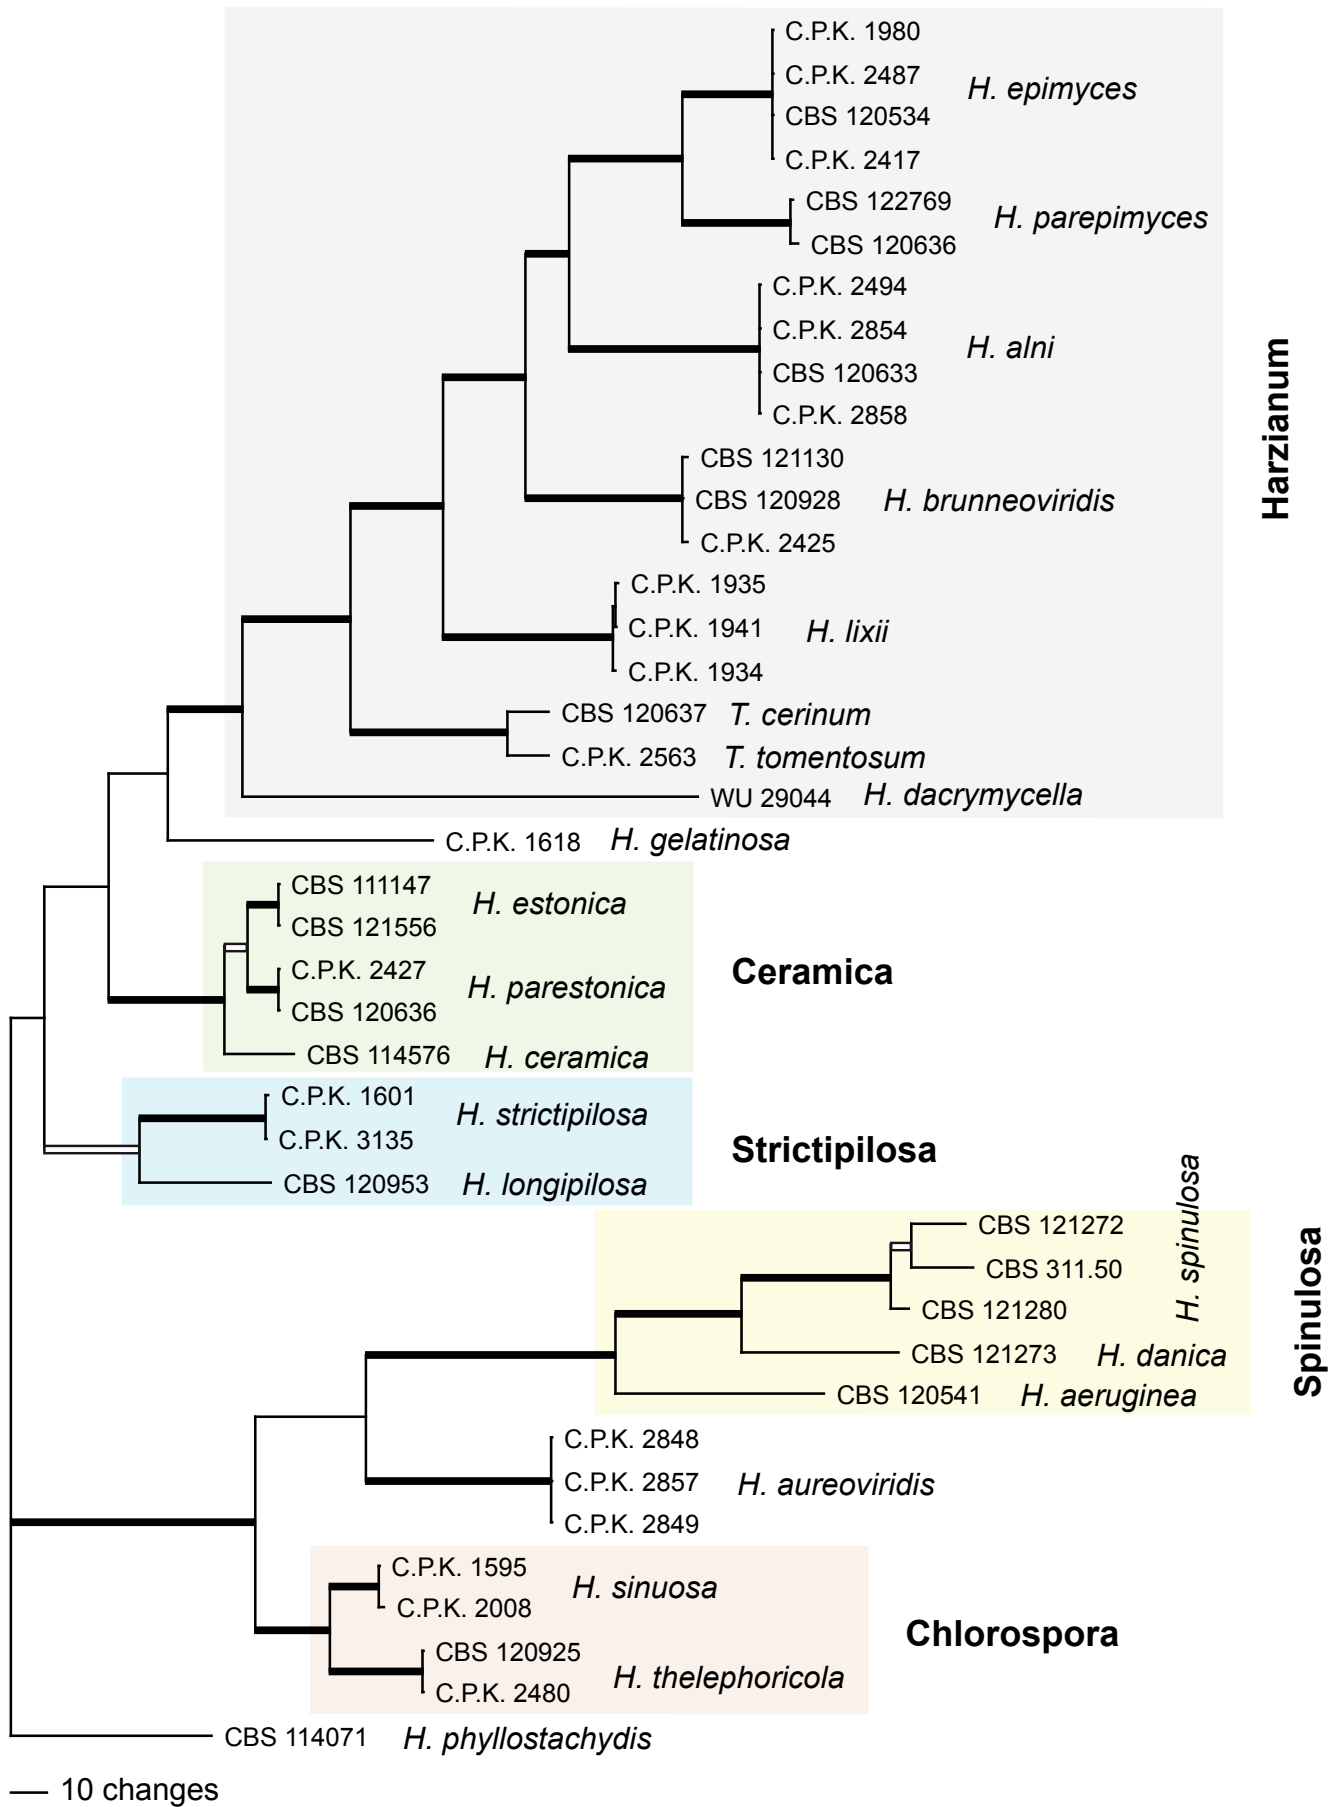 C.P.K. 1980
C.P.K. 2487
H. epimyces
CBS 120534
C.P.K. 2417
CBS 122769
H. parepimyces
CBS 120636
C.P.K. 2494
C.P.K. 2854
H. alni
CBS 120633
C.P.K. 2858
Harzianum
CBS 121130
CBS 120928
H. brunneoviridis
C.P.K. 2425
C.P.K. 1935
C.P.K. 1941
H. lixii
C.P.K. 1934
CBS 120637 T. cerinum
C.P.K. 2563 T. tomentosum
WU 29044 H. dacrymycella
C.P.K. 1618 H. gelatinosa
CBS 111147
H. estonica
CBS 121556
C.P.K. 2427
H. parestonica
CBS 120636
Ceramica
CBS 114576 H. ceramica
C.P.K. 1601
H. strictipilosa
C.P.K. 3135
Strictipilosa
CBS 120953 H. longipilosa
CBS 121272
CBS 311.50
H. spinulosa
CBS 121280
CBS 121273 H. danica
CBS 120541 H. aeruginea
Spinulosa
C.P.K. 2848
C.P.K. 2857
H. aureoviridis
C.P.K. 2849
C.P.K. 1595
H. sinuosa
C.P.K. 2008
Chlorospora
CBS 120925
H. thelephoricola
C.P.K. 2480
CBS 114071 H. phyllostachydis
10 changes